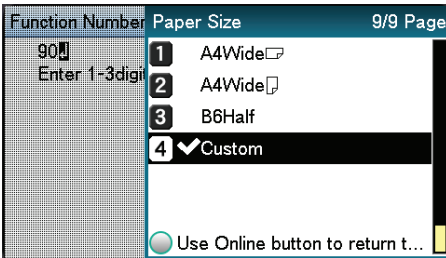 Function Number
90
Enter 1-3digi
Paper Size 9/9 Page
1 A4Wide
2 A4Wide
3 B6Half
4 Custom
Use Online button to return t...